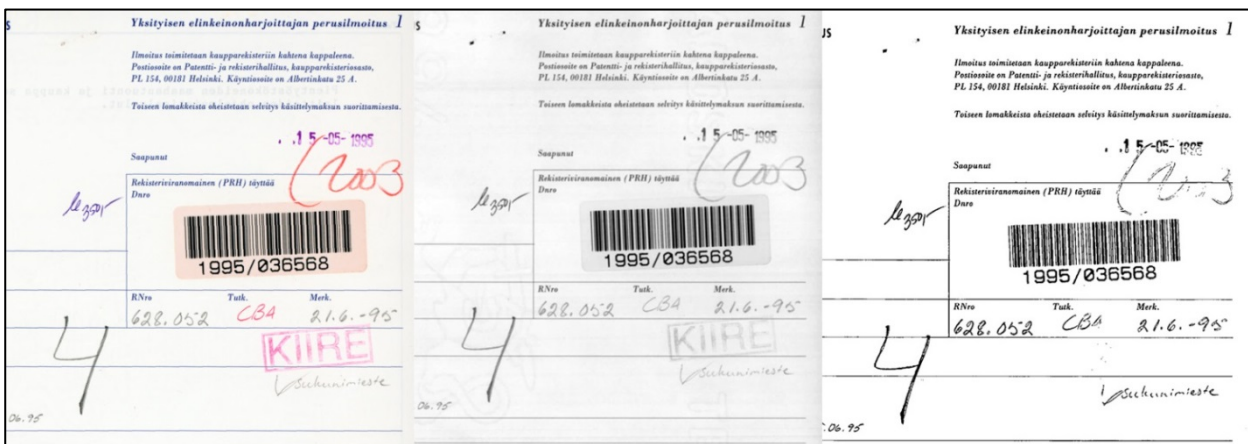 S Yksityisen elinkeinonharjoittajan perusilmoitus 1
Ilmoitus toimitetaan kaupparekisteriin kahtena kappaleena.
Postiosoite on Patentti- ja rekisterihallitus, kaupparekisteriosasto,
PL 154, 00181 Helsinki. Käyntiosoite on Albertinkatu 25 A.
Toiseen lomakkeista oheistetaan selvitys käsittelymaksun suorittamisesta.
15-05-1995
Saapunut
2003
Rekisteriviranomainen (PRH) täyttää
Dnro
1995/036568
RNro Tutk. Merk.
628.052 CBA 21.6.-95
4
KIIRE
sukunimieste
06.95
S Yksityisen elinkeinonharjoittajan perusilmoitus 1
Ilmoitus toimitetaan kaupparekisteriin kahtena kappaleena.
Postiosoite on Patentti- ja rekisterihallitus, kaupparekisteriosasto,
PL 154, 00181 Helsinki. Käyntiosoite on Albertinkatu 25 A.
Toiseen lomakkeista oheistetaan selvitys käsittelymaksun suorittamisesta.
15-05-1995
Saapunut
2003
Rekisteriviranomainen (PRH) täyttää
Dnro
1995/036568
RNro Tutk. Merk.
628.052 CBA 21.6.-95
4
KIIRE
sukunimieste
06.95
JS Yksityisen elinkeinonharjoittajan perusilmoitus 1
Ilmoitus toimitetaan kaupparekisteriin kahtena kappaleena.
Postiosoite on Patentti- ja rekisterihallitus, kaupparekisteriosasto,
PL 154, 00181 Helsinki. Käyntiosoite on Albertinkatu 25 A.
Toiseen lomakkeista oheistetaan selvitys käsittelymaksun suorittamisesta.
15-05-1995
Saapunut
2003
Rekisteriviranomainen (PRH) täyttää
Dnro
1995/036568
RNro Tutk. Merk.
628.052 CBA 21.6.-95
4
sukunimieste
.06.95